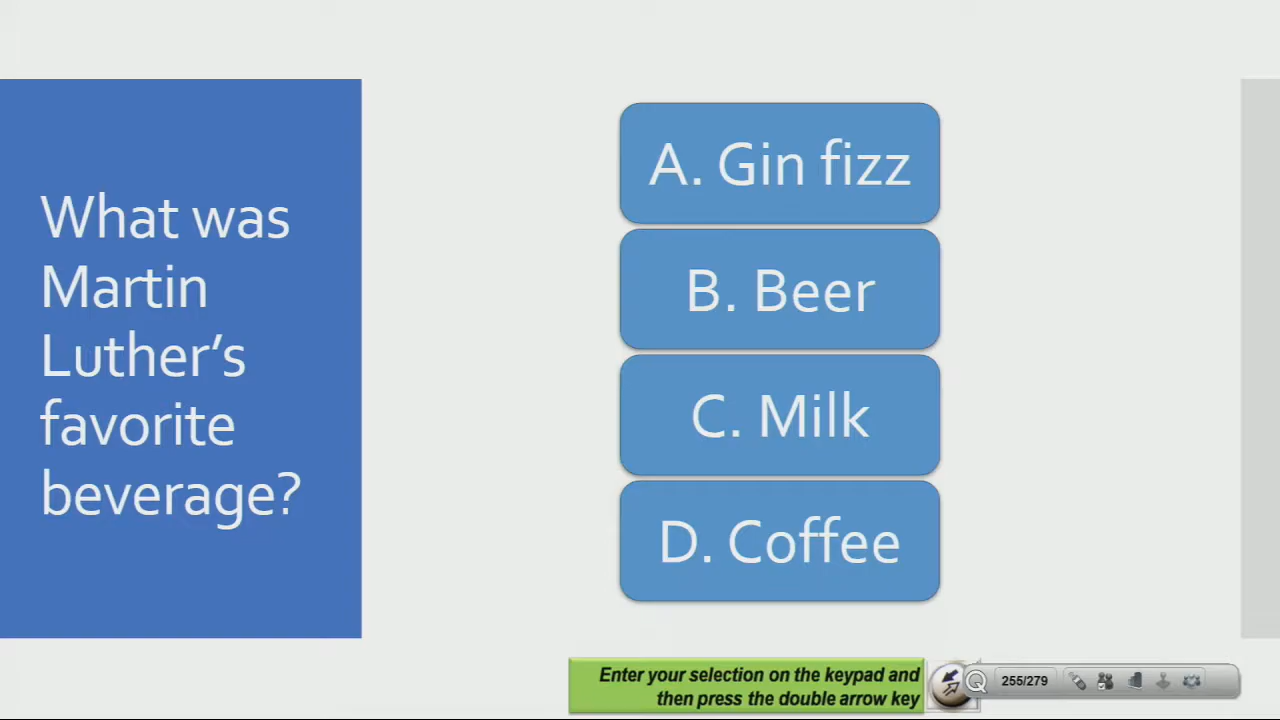 What was
Martin
Luther’s
favorite
beverage?
A. Gin fizz
B. Beer
C. Milk
D. Coffee
Enter your selection on the keypad and
then press the double arrow key
255/279